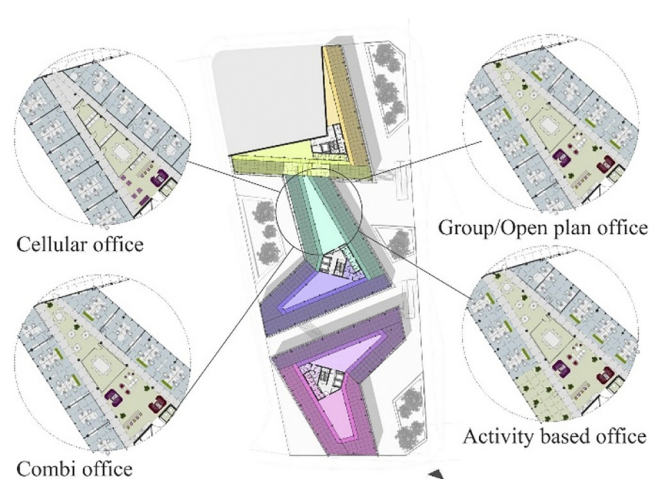 Cellular office
Group/Open plan office
Combi office
Activity based office